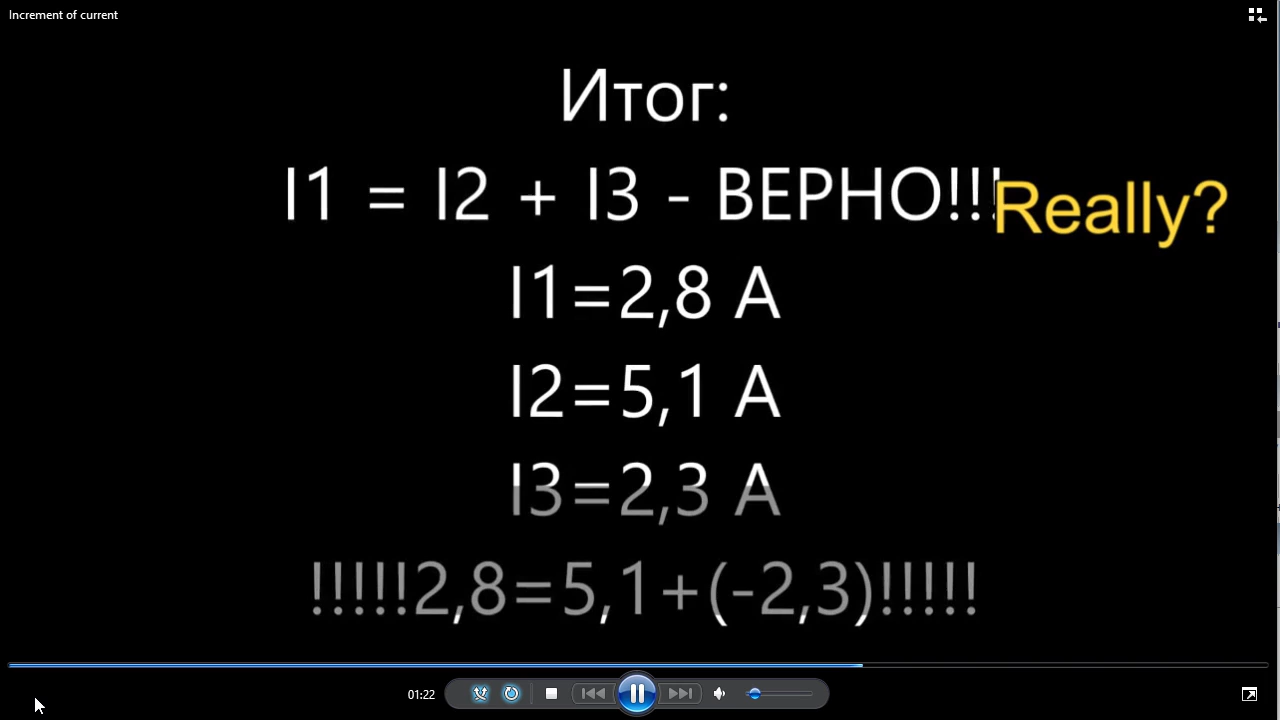 Increment of current
Итог:
I1 = I2 + I3 - ВЕРНО!!!
Really?
I1=2,8 А
I2=5,1 А
I3=2,3 А
!!!!!2,8=5,1+(-2,3)!!!!!
01:22